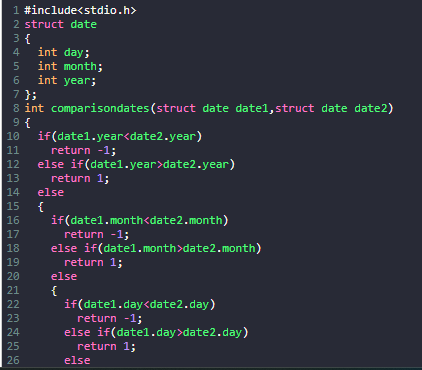 1 #include<stdio.h>
2 struct date
3 {
4   int day;
5   int month;
6   int year;
7 };
8 int comparisondates(struct date date1,struct date date2)
9 {
10   if(date1.year<date2.year)
11     return -1;
12   else if(date1.year>date2.year)
13     return 1;
14   else
15   {
16     if(date1.month<date2.month)
17       return -1;
18     else if(date1.month>date2.month)
19       return 1;
20     else
21     {
22       if(date1.day<date2.day)
23         return -1;
24       else if(date1.day>date2.day)
25         return 1;
26       else